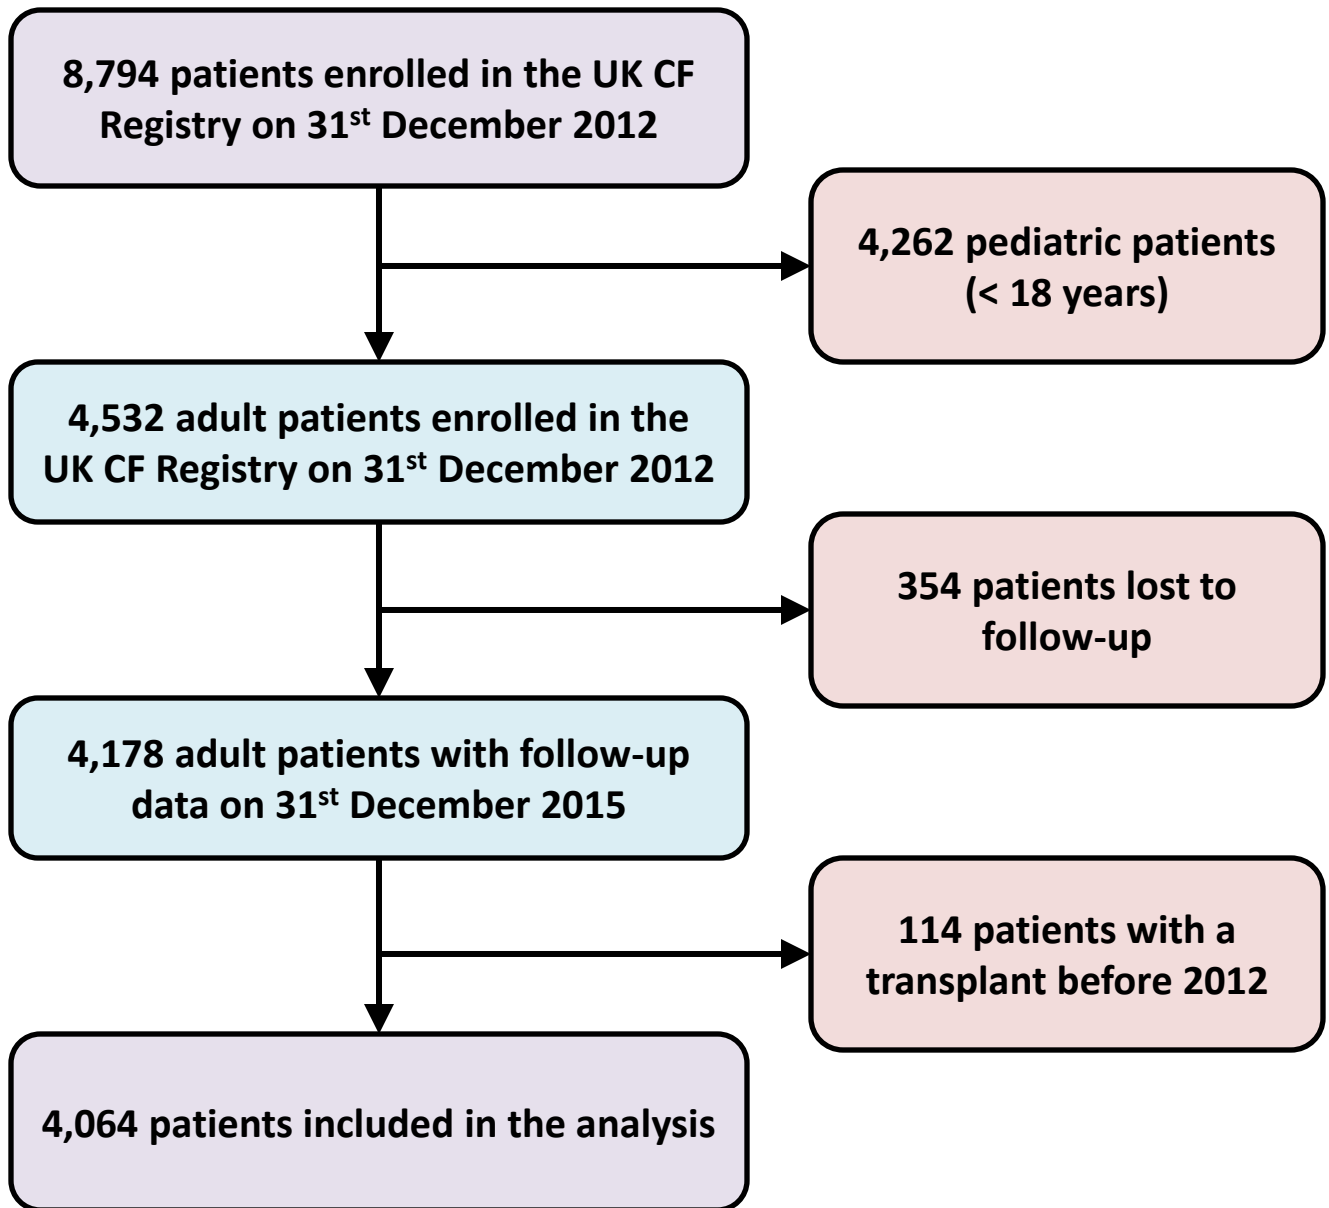 8,794 patients enrolled in the UK CF
Registry on 31st December 2012
4,262 pediatric patients
(< 18 years)
4,532 adult patients enrolled in the
UK CF Registry on 31st December 2012
354 patients lost to
follow-up
4,178 adult patients with follow-up
data on 31st December 2015
114 patients with a
transplant before 2012
4,064 patients included in the analysis